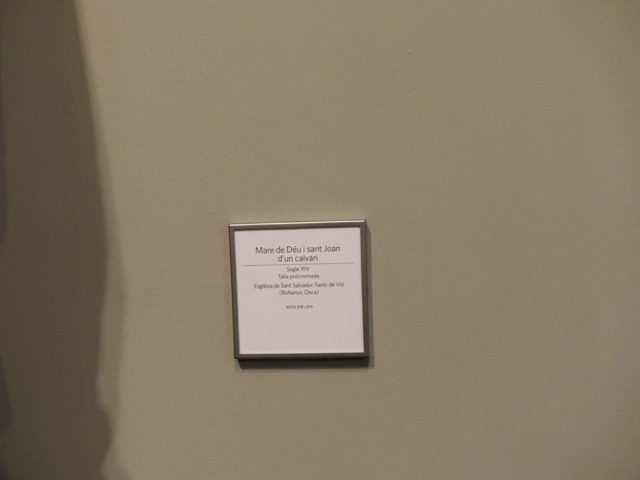 Mare de Déu i sant Joan
d'un calvari
Segle XIV
Talla policromada
Església de Sant Salvador. Fanlo de Vió
(Boltanya, Osca)